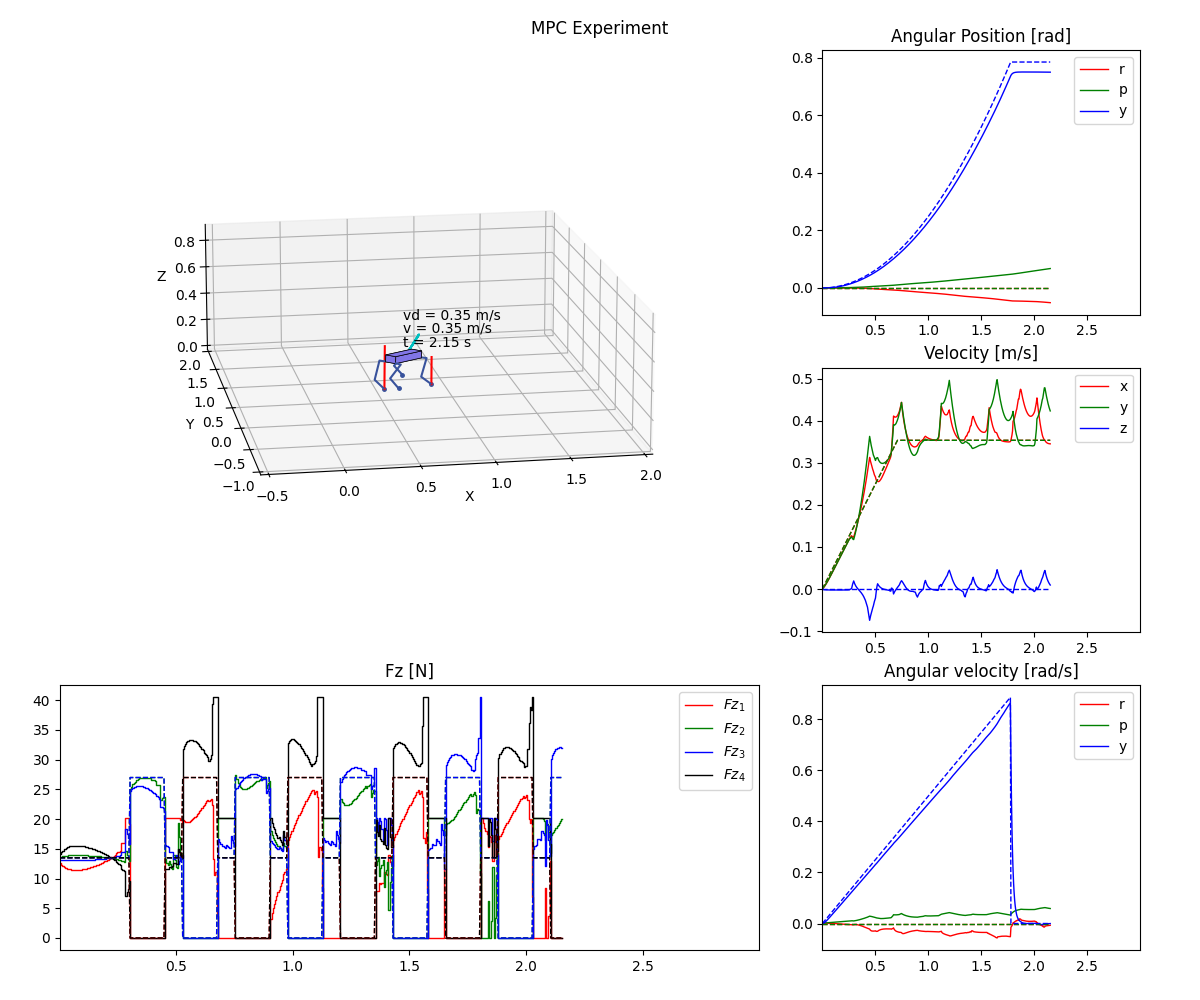 MPC Experiment
Z
0.8
0.6
0.4
0.2
0.0
2.0
1.5
1.0
0.5
0.0
−0.5
−1.0
Y
vd = 0.35 m/s
v = 0.35 m/s
t = 2.15 s
−0.5
0.0
0.5
1.0
1.5
2.0
X
Angular Position [rad]
0.8
0.6
0.4
0.2
0.0
r
p
y
0.5 1.0 1.5 2.0 2.5
Velocity [m/s]
0.5
0.4
0.3
0.2
0.1
0.0
−0.1
x
y
z
0.5 1.0 1.5 2.0 2.5
Fz [N]
40
35
30
25
20
15
10
5
0
Fz1
Fz2
Fz3
Fz4
0.5 1.0 1.5 2.0 2.5
Angular velocity [rad/s]
0.8
0.6
0.4
0.2
0.0
r
p
y
0.5 1.0 1.5 2.0 2.5